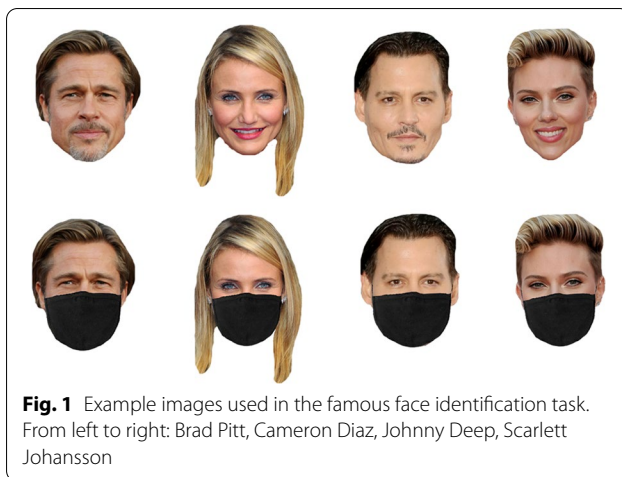 Fig. 1 Example images used in the famous face identification task.
From left to right: Brad Pitt, Cameron Diaz, Johnny Deep, Scarlett
Johansson